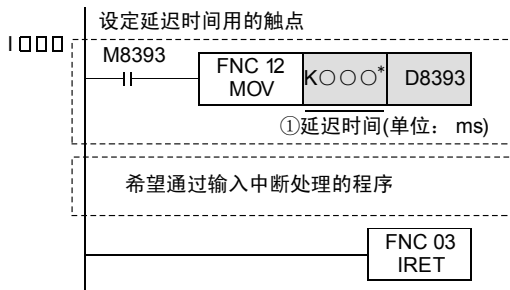 设定延迟时间用的触点
I□□□
M8393
FNC 12
MOV
K○○○*
D8393
①延迟时间(单位： ms)
希望通过输入中断处理的程序
FNC 03
IRET